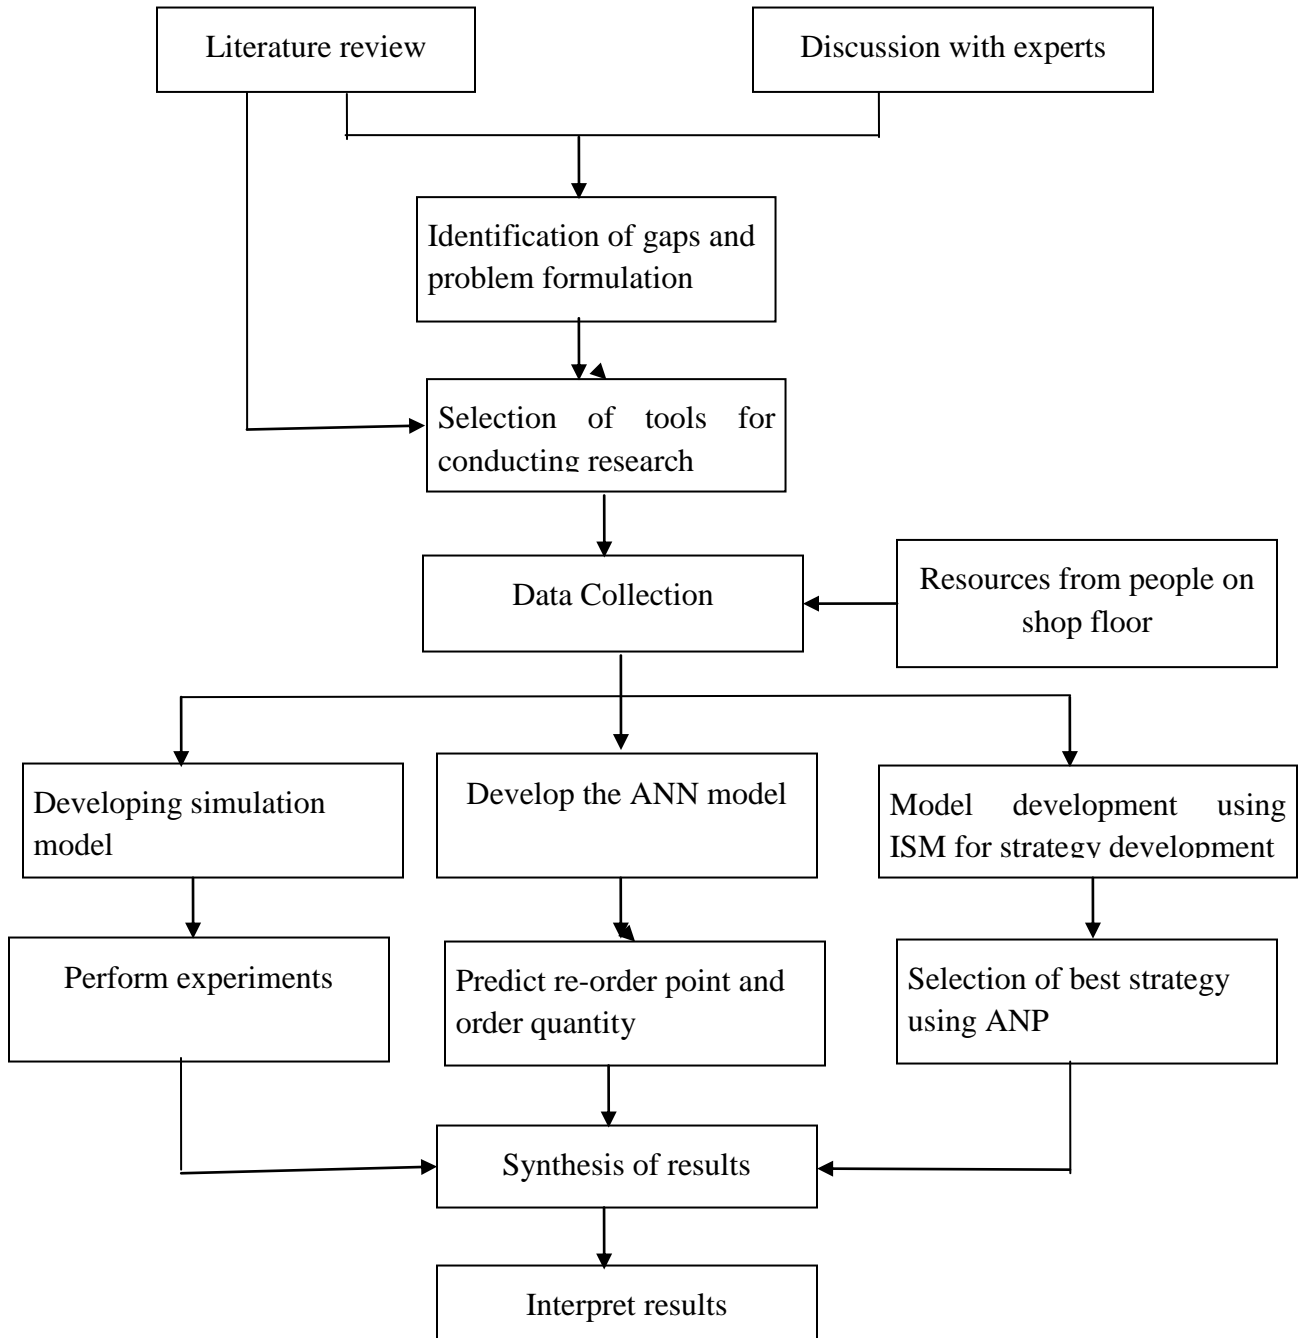 Literature review
Discussion with experts
Identification of gaps and
problem formulation
Selection of tools for
conducting research
Data Collection
Resources from people on
shop floor
Developing simulation
model
Develop the ANN model
Model development using
ISM for strategy development
Perform experiments
Predict re-order point and
order quantity
Selection of best strategy
using ANP
Synthesis of results
Interpret results